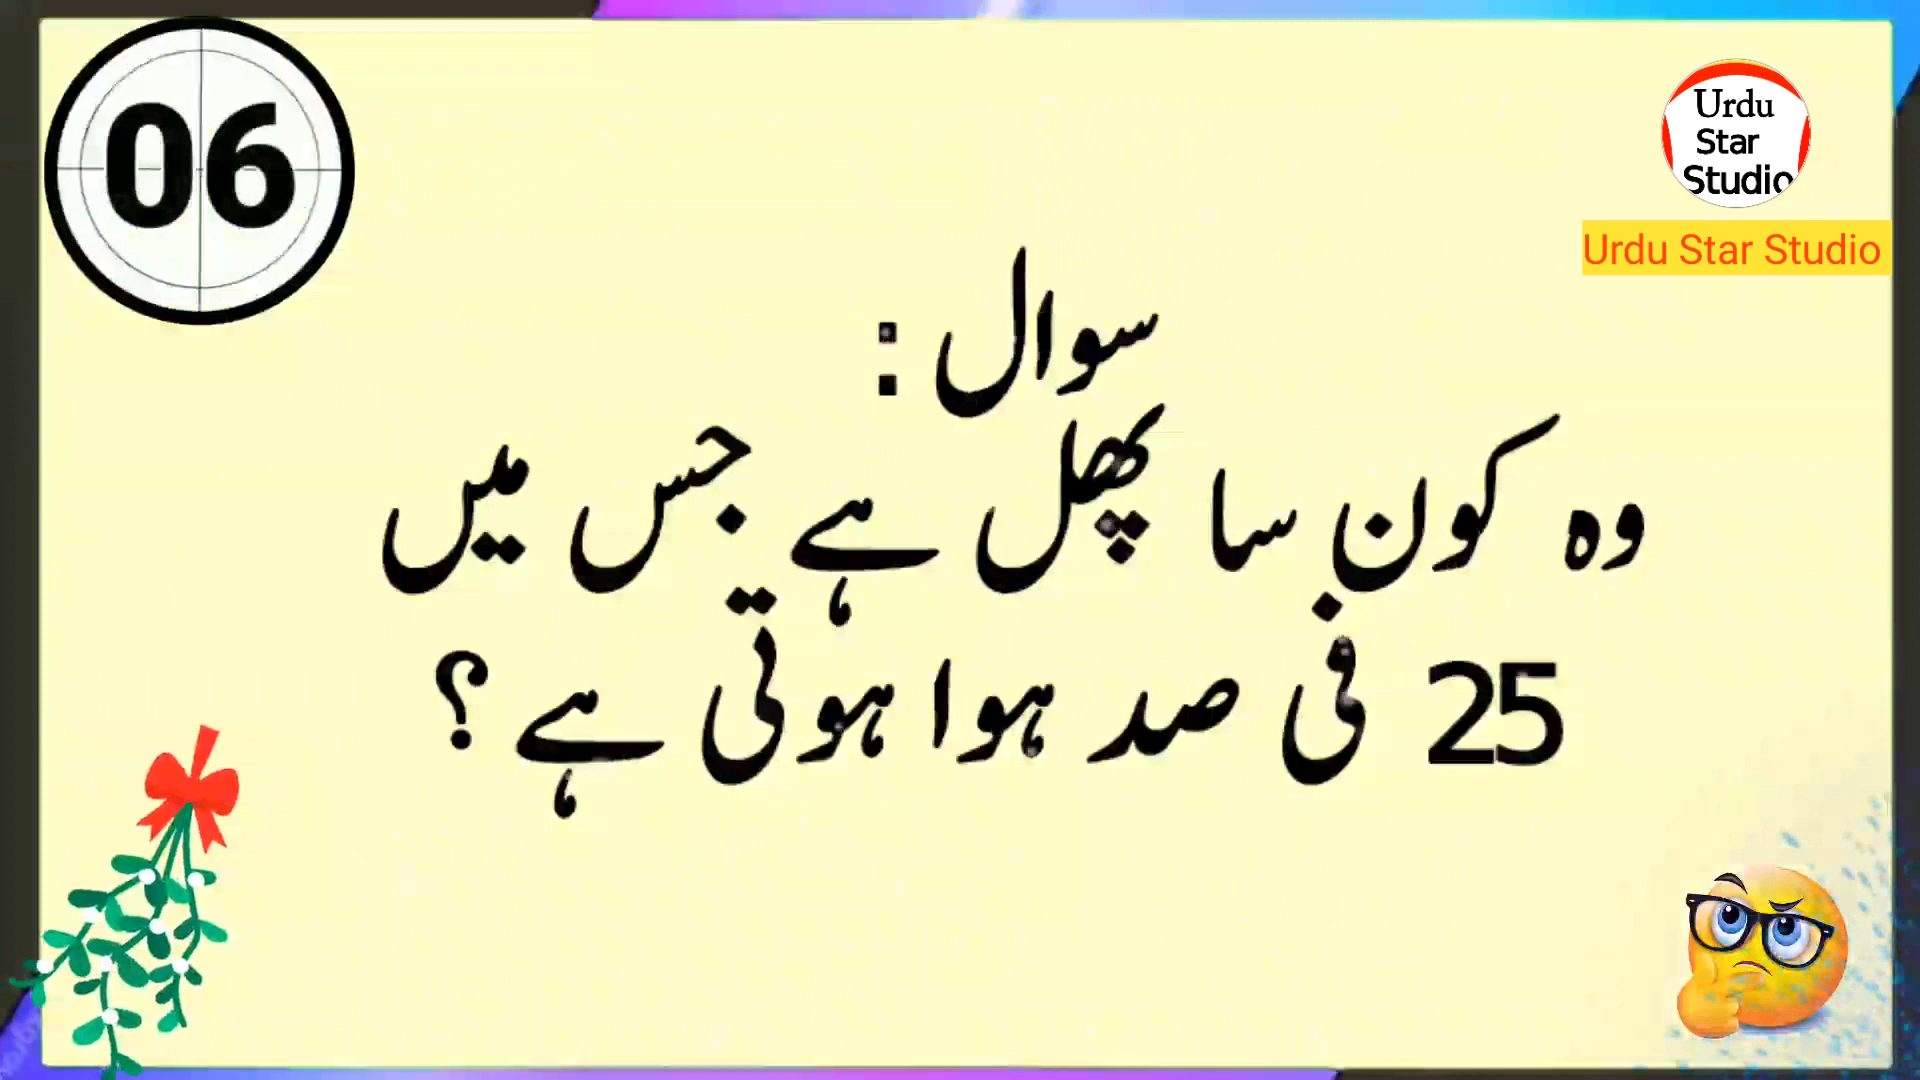 06
Urdu
Star
Studio
Urdu Star Studio
سوال :
وہ کون سا پھل ہے جس میں
25 فی صد ہوا ہوتی ہے ؟